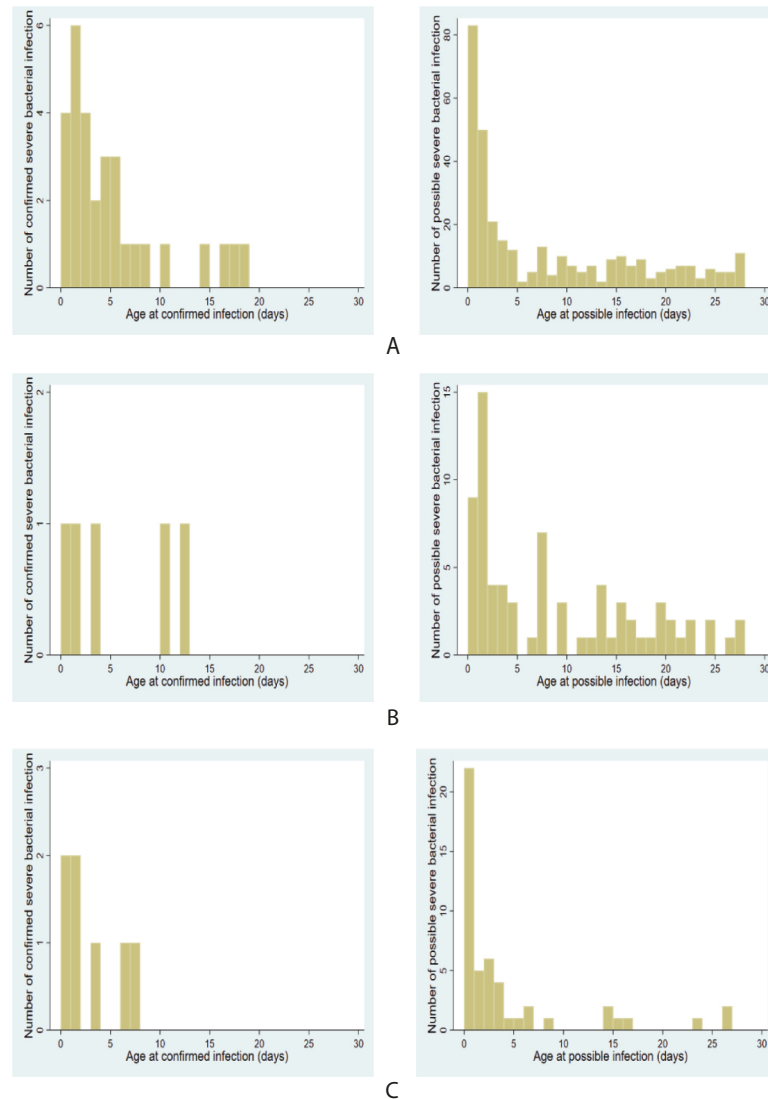 Number of confirmed severe bacterial infection
0 2 4 6
0 5 10 15 20 25 30
Age at confirmed infection (days)
Number of possible severe bacterial infection
0 20 40 60 80
0 5 10 15 20 25 30
Age at possible infection (days)
A
Number of confirmed severe bacterial infection
0 1 2
0 5 10 15 20 25 30
Age at confirmed infection (days)
Number of possible severe bacterial infection
0 5 10 15
0 5 10 15 20 25 30
Age at possible infection (days)
B
Number of confirmed severe bacterial infection
0 1 2 3
0 5 10 15 20 25 30
Age at confirmed infection (days)
Number of possible severe bacterial infection
0 5 10 15 20
0 5 10 15 20 25 30
Age at possible infection (days)
C